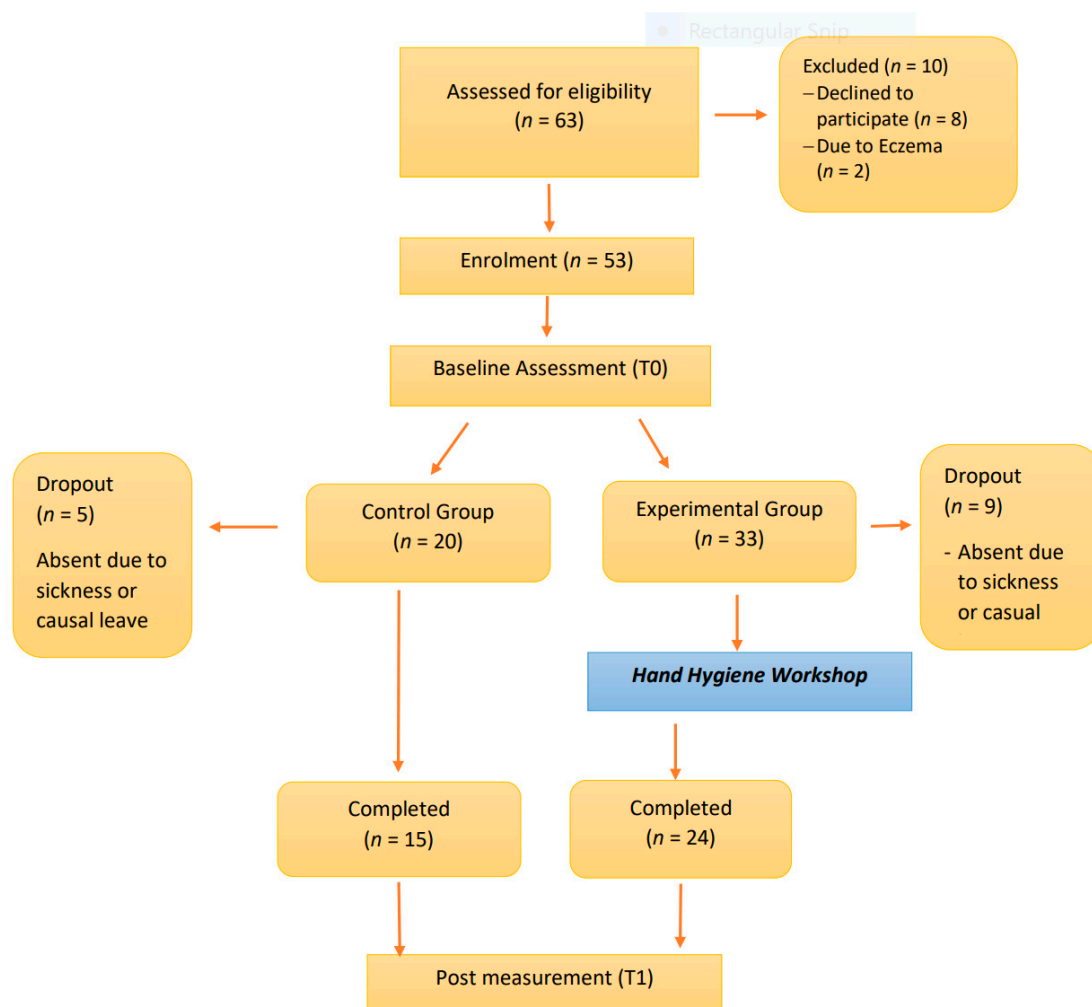 Rectangular Snip
Assessed for eligibility
(n = 63)
Excluded (n = 10)
–Declined to
participate (n = 8)
–Due to Eczema
(n = 2)
Enrolment (n = 53)
Baseline Assessment (T0)
Dropout
(n = 5)
Absent due to
sickness or
causal leave
Control Group
(n = 20)
Experimental Group
(n = 33)
Dropout
(n = 9)
- Absent due
to sickness
or casual
Hand Hygiene Workshop
Completed
(n = 15)
Completed
(n = 24)
Post measurement (T1)